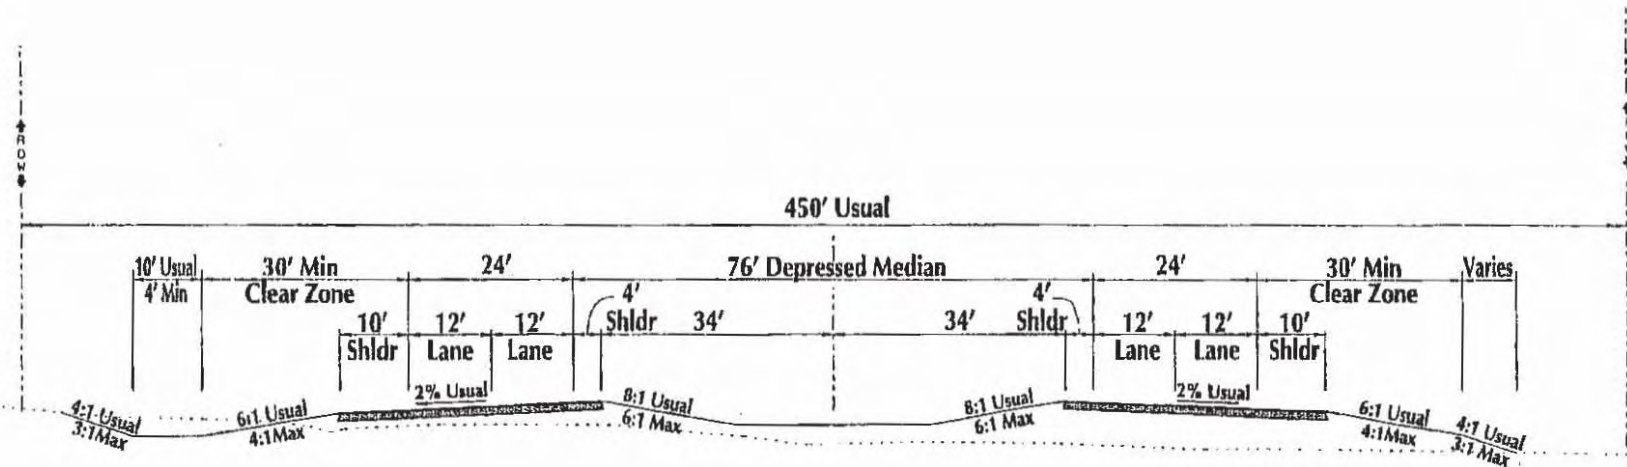 ROW
450' Usual
10' Usual 30' Min 24' 76' Depressed Median 24' 30' Min Varies
4' Min Clear Zone Clear Zone
4' 4'
10' 12' 12' Shldr 34' 34' Shldr 12' 12' 10'
Shldr Lane Lane Lane Lane Shldr
2% Usual 2% Usual
4:1 Usual 6:1 Usual 8:1 Usual 8:1 Usual 6:1 Usual 4:1 Usual
3:1 Max 4:1 Max 6:1 Max 6:1 Max 4:1 Max 3:1 Max